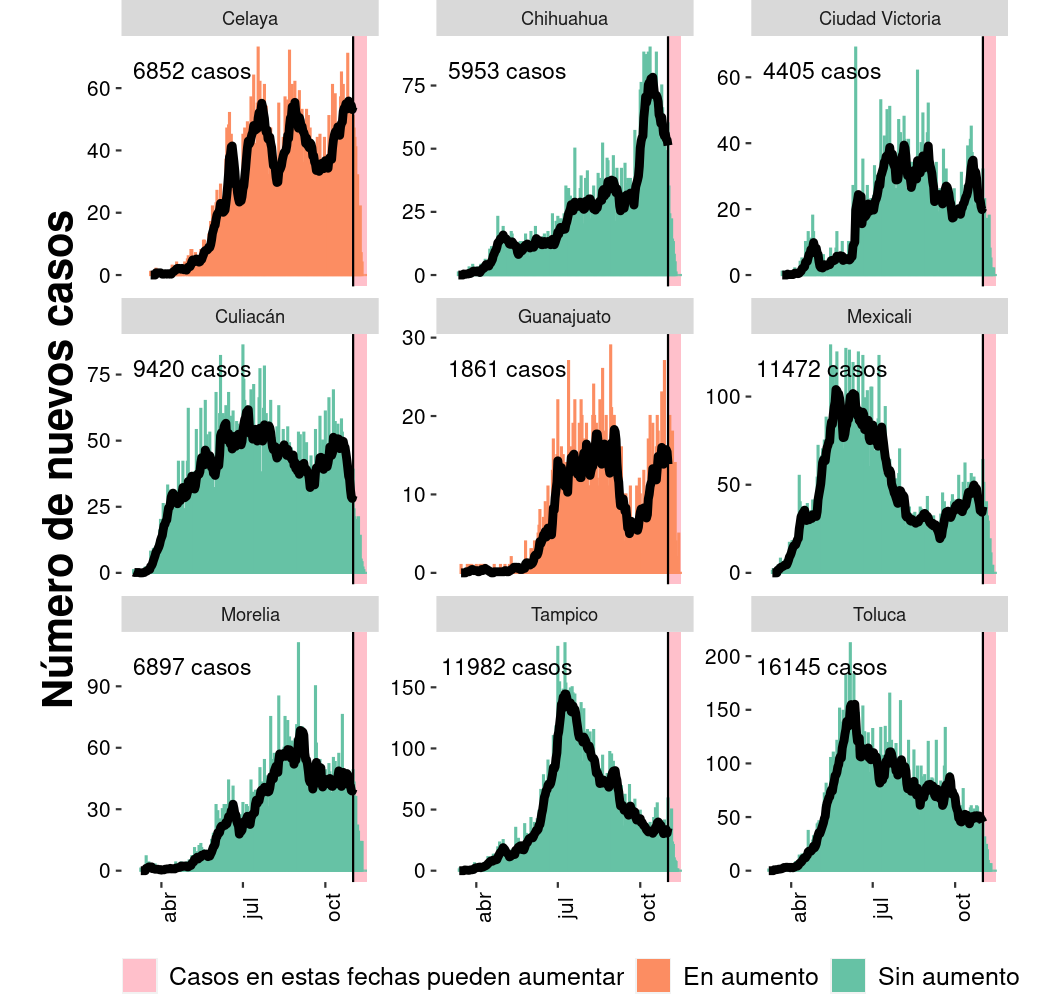 Número de nuevos casos
Celaya
6852 casos
60
40
20
0
Chihuahua
5953 casos
75
50
25
0
Ciudad Victoria
4405 casos
60
40
20
0
Culiacán
9420 casos
75
50
25
0
Guanajuato
1861 casos
30
20
10
0
Mexicali
11472 casos
100
50
0
Morelia
6897 casos
90
60
30
0
abr jul oct
Tampico
11982 casos
150
100
50
0
abr jul oct
Toluca
16145 casos
200
150
100
50
0
abr jul oct
Casos en estas fechas pueden aumentar En aumento Sin aumento